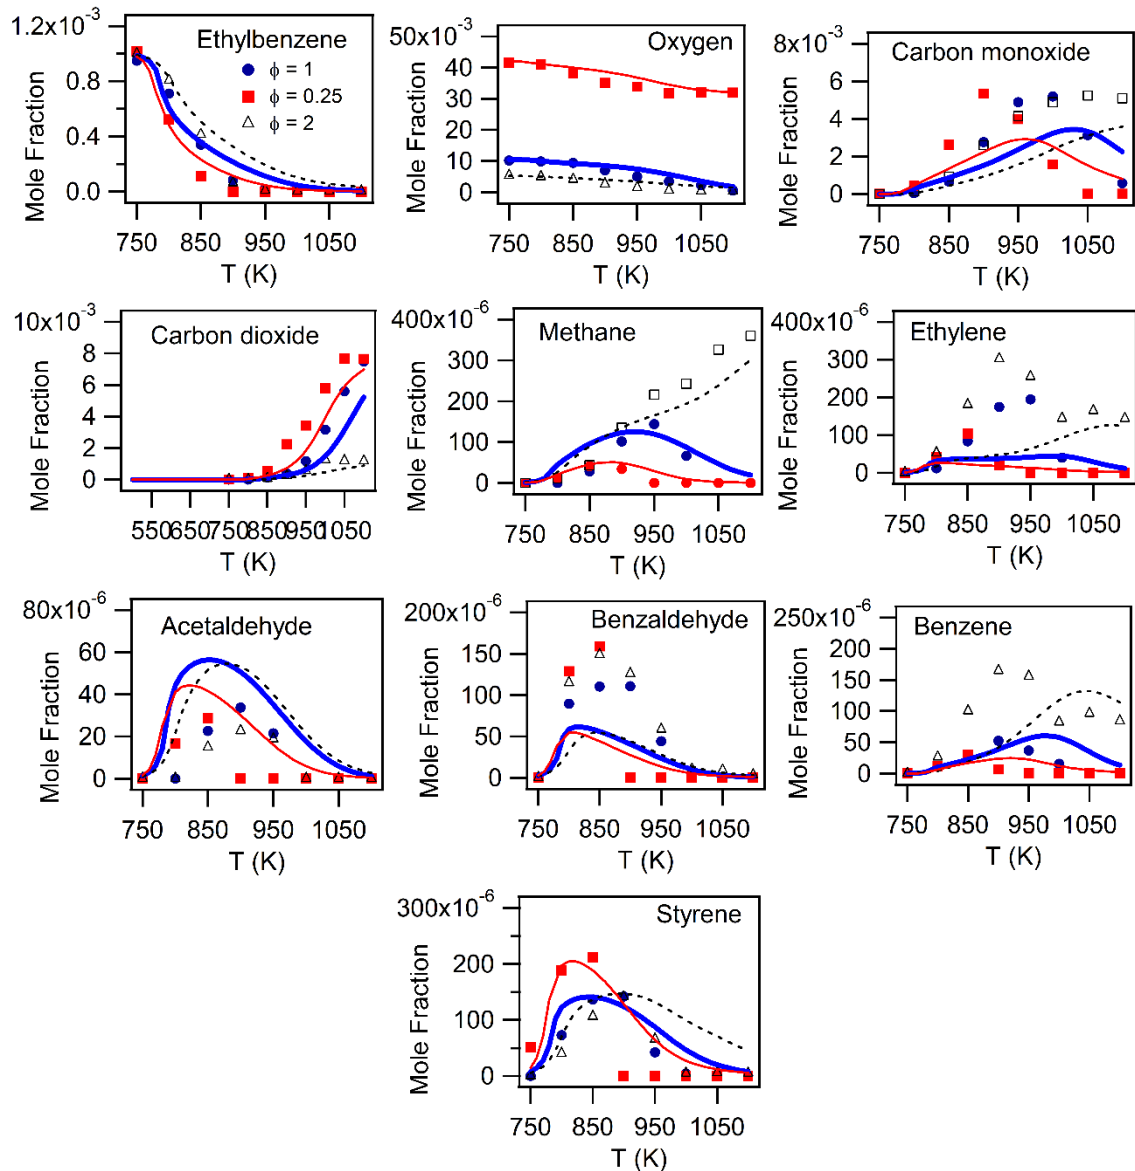 1.2x10⁻³
Ethylbenzene
ϕ = 1
ϕ = 0.25
ϕ = 2
0.8
0.4
0.0
Mole Fraction
750 850 950 1050
T (K)
50x10⁻³
Oxygen
40
30
20
10
0
Mole Fraction
750 850 950 1050
T (K)
8x10⁻³
Carbon monoxide
6
4
2
0
Mole Fraction
750 850 950 1050
T (K)
10x10⁻³
Carbon dioxide
8
6
4
2
0
Mole Fraction
550 650 750 850 950 1050
T (K)
400x10⁻⁶
Methane
300
200
100
0
Mole Fraction
750 850 950 1050
T (K)
400x10⁻⁶
Ethylene
300
200
100
0
Mole Fraction
750 850 950 1050
T (K)
80x10⁻⁶
Acetaldehyde
60
40
20
0
Mole Fraction
750 850 950 1050
T (K)
200x10⁻⁶
Benzaldehyde
150
100
50
0
Mole Fraction
750 850 950 1050
T (K)
250x10⁻⁶
Benzene
200
150
100
50
0
Mole Fraction
750 850 950 1050
T (K)
300x10⁻⁶
Styrene
200
100
0
Mole Fraction
750 850 950 1050
T (K)